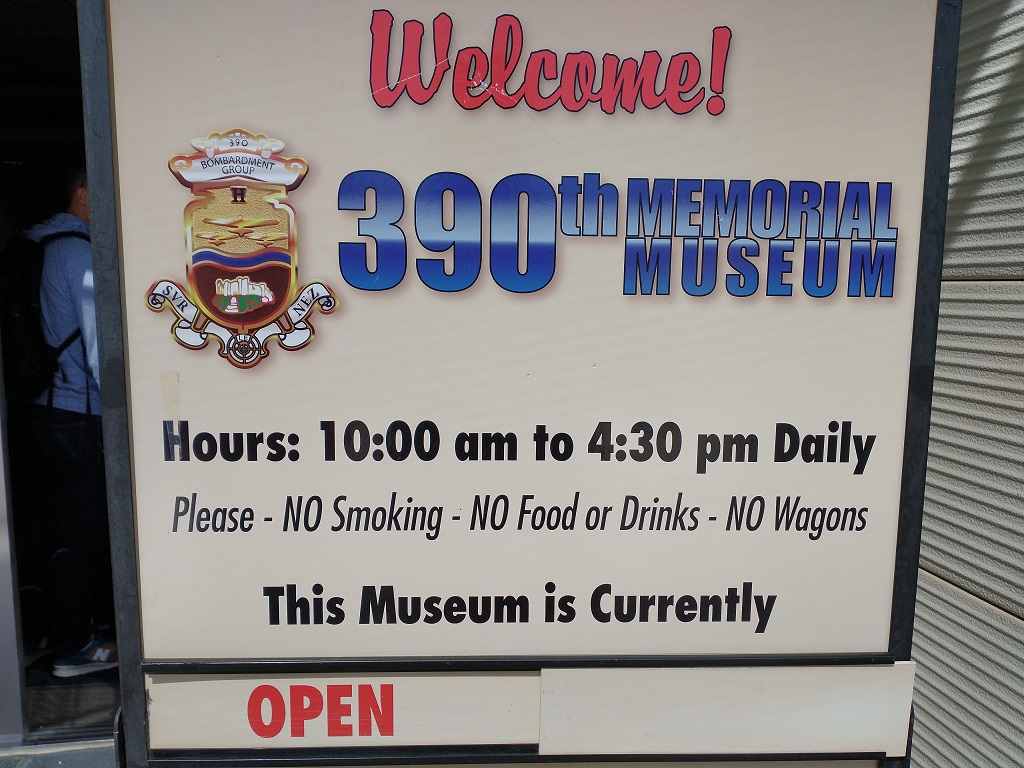 Welcome!
390
BOMBARDMENT
GROUP
H
SVR
NEZ
390th MEMORIAL
MUSEUM
Hours: 10:00 am to 4:30 pm Daily
Please - NO Smoking - NO Food or Drinks - NO Wagons
This Museum is Currently
OPEN
N